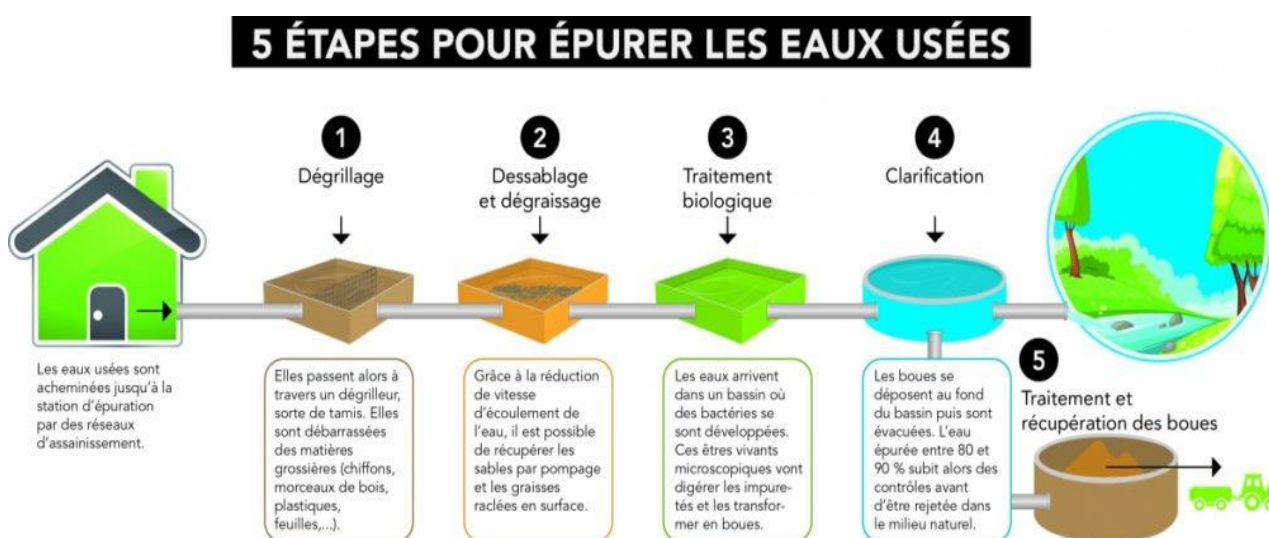 5 ÉTAPES POUR ÉPURER LES EAUX USÉES
Les eaux usées sont
acheminées jusqu'à la
station d'épuration
par des réseaux
d'assainissement.
1
Dégrillage
Elles passent alors à
travers un dégrilleur,
sorte de tamis. Elles
sont débarrassées
des matières
grossières (chiffons,
morceaux de bois,
plastiques,
feuilles,...).
2
Dessablage
et dégraissage
Grâce à la réduction
de vitesse
d'écoulement de
l'eau, il est possible
de récupérer les
sables par pompage
et les graisses
raclées en surface.
3
Traitement
biologique
Les eaux arrivent
dans un bassin où
des bactéries se
sont développées.
Ces êtres vivants
microscopiques vont
digérer les impure-
tés et les transfor-
mer en boues.
4
Clarification
Les boues se
déposent au fond
du bassin puis sont
évacuées. L'eau
épurée entre 80 et
90 % subit alors des
contrôles avant
d'être rejetée dans
le milieu naturel.
5
Traitement et
récupération des boues